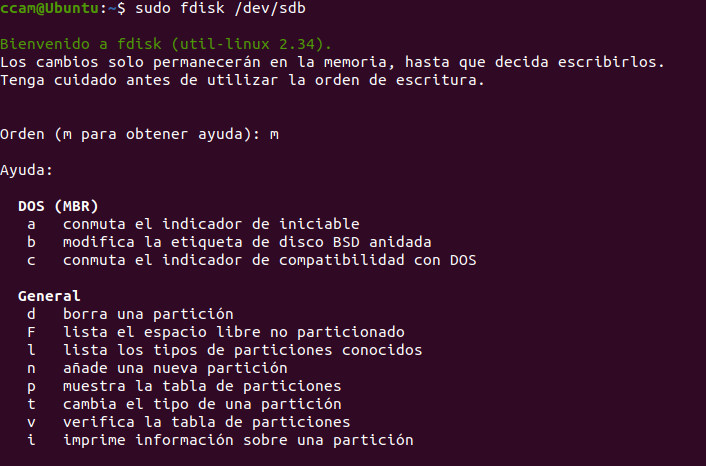 ccam@Ubuntu:~$ sudo fdisk /dev/sdb
Bienvenido a fdisk (util-linux 2.34).
Los cambios solo permanecerán en la memoria, hasta que decida escribirlos.
Tenga cuidado antes de utilizar la orden de escritura.
Orden (m para obtener ayuda): m
Ayuda:
DOS (MBR)
a conmuta el indicador de iniciable
b modifica la etiqueta de disco BSD anidada
c conmuta el indicador de compatibilidad con DOS
General
d borra una partición
F lista el espacio libre no particionado
l lista los tipos de particiones conocidos
n añade una nueva partición
p muestra la tabla de particiones
t cambia el tipo de una partición
v verifica la tabla de particiones
i imprime información sobre una partición